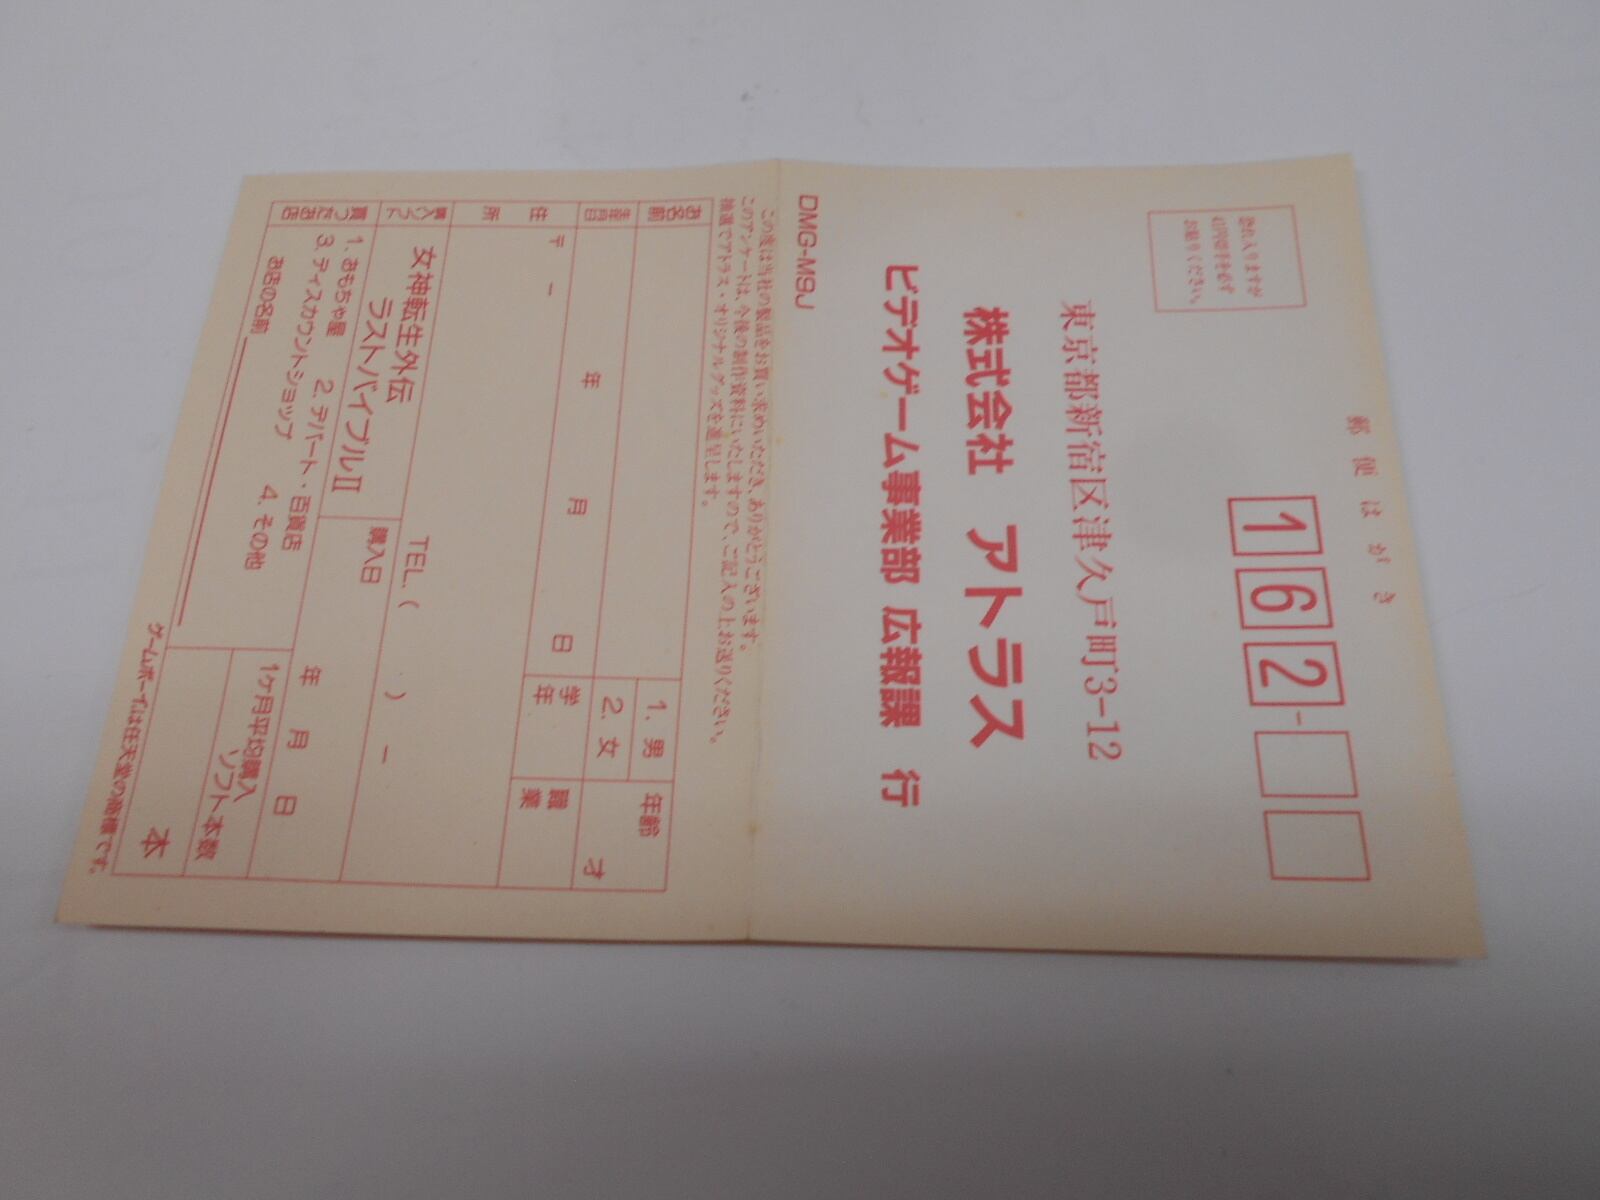 郵便はがき
162-
恐れ入りますが
41円切手を必ず
お貼りください。
東京都新宿区津久戸町3-12
株式会社 アトラス
ビデオゲーム事業部 広報課 行
DMG-M9J
この度は当社の製品をお買い求めいただき、ありがとうございます。
このアンケートは、今後の制作資料にいたしますので、ご記入の上お送りください。
抽選でアトラス・オリジナルグッズを進呈します。
お名前
1. 男
2. 女
年齢
才
生年月日
年 月 日
学年
職業
住所
〒 -
TEL. ( ) -
購入ソフト
女神転生外伝
ラストバイブルII
購入日
年 月 日
買ったお店
1. おもちゃ屋 2. デパート・百貨店
3. ディスカウントショップ 4. その他
お店の名前
1ケ月平均購入
ソフト本数
本
ゲームボーイは任天堂の商標です。